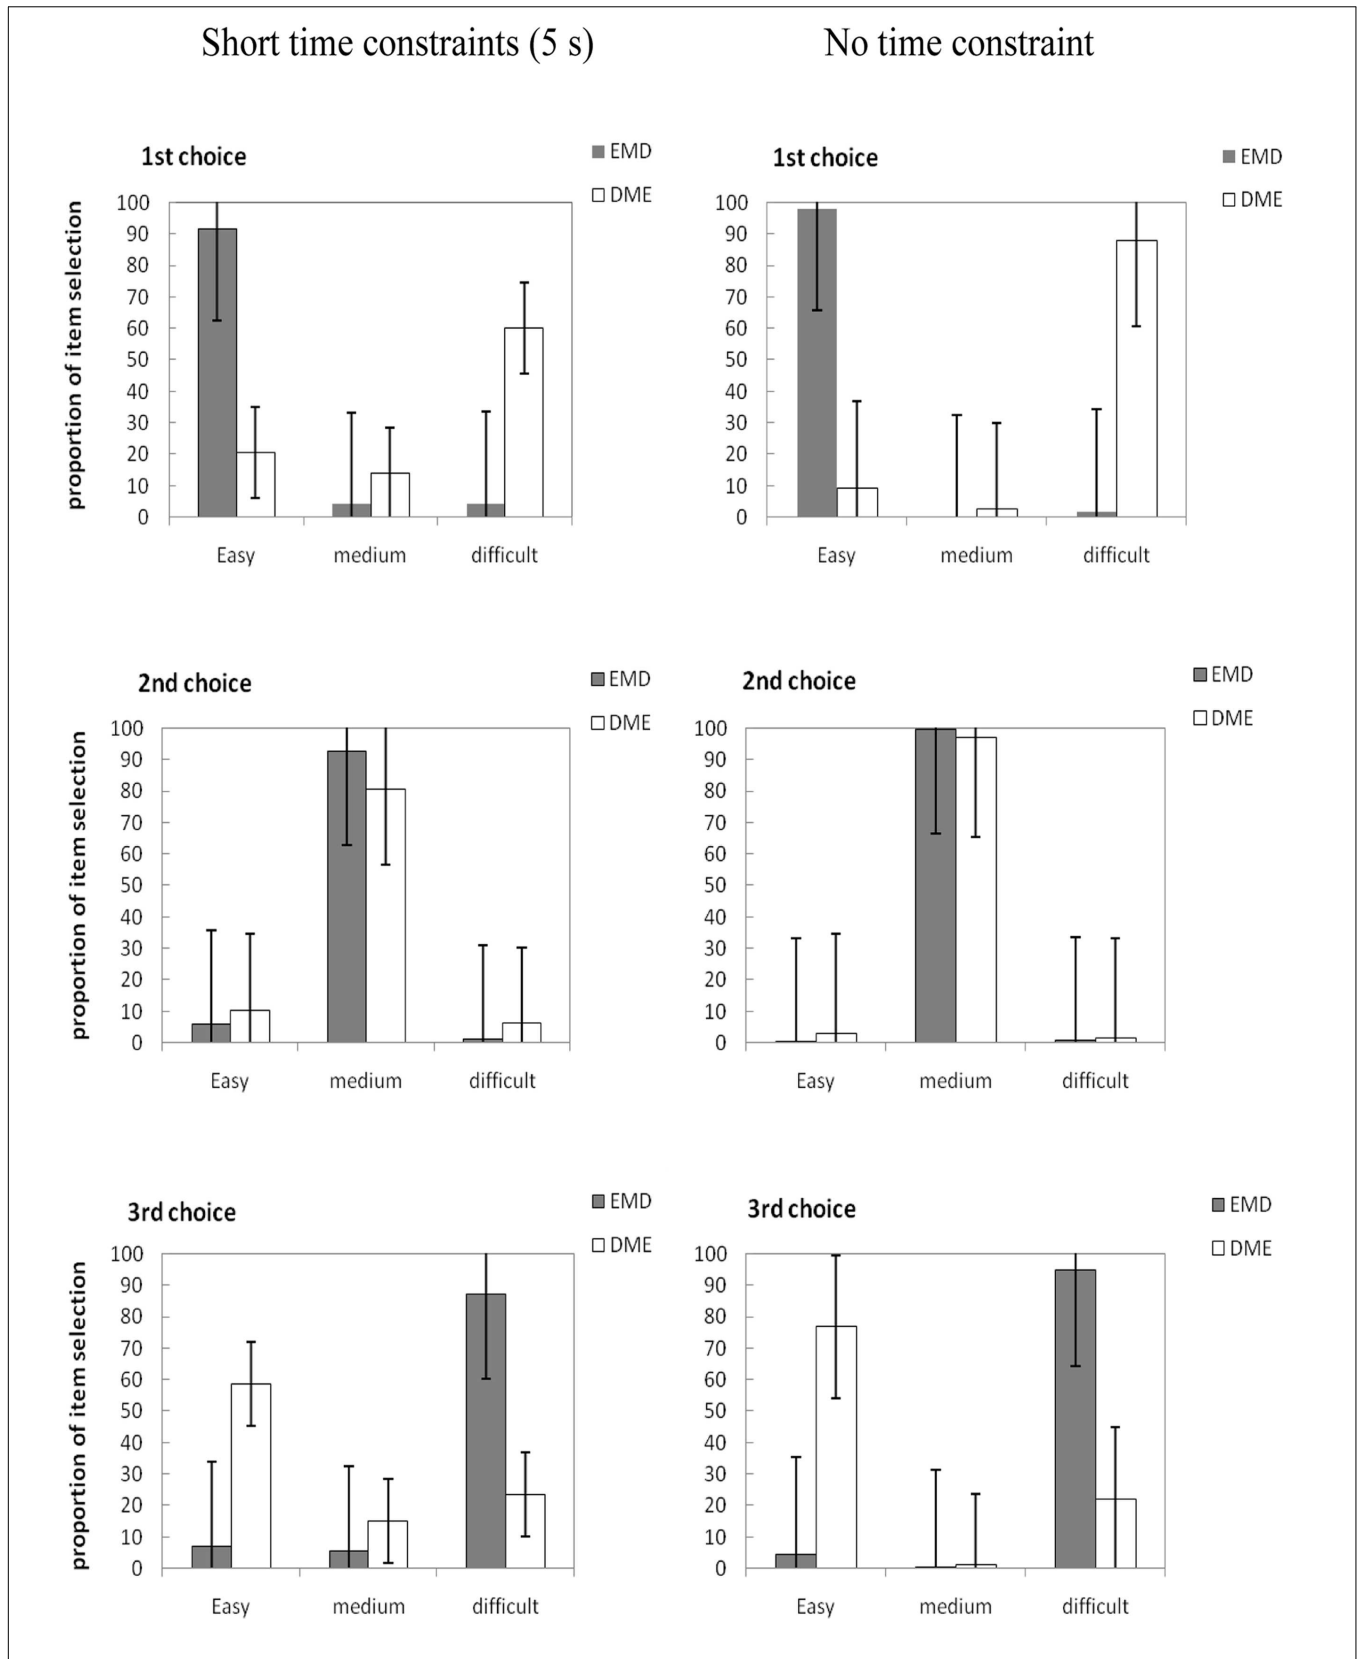 Short time constraints (5 s)
No time constraint
1st choice
EMD
DME
proportion of item selection
100
90
80
70
60
50
40
30
20
10
0
Easy
medium
difficult
1st choice
EMD
DME
100
90
80
70
60
50
40
30
20
10
0
Easy
medium
difficult
2nd choice
EMD
DME
proportion of item selection
100
90
80
70
60
50
40
30
20
10
0
Easy
medium
difficult
2nd choice
EMD
DME
100
90
80
70
60
50
40
30
20
10
0
Easy
medium
difficult
3rd choice
EMD
DME
proportion of item selection
100
90
80
70
60
50
40
30
20
10
0
Easy
medium
difficult
3rd choice
EMD
DME
100
90
80
70
60
50
40
30
20
10
0
Easy
medium
difficult